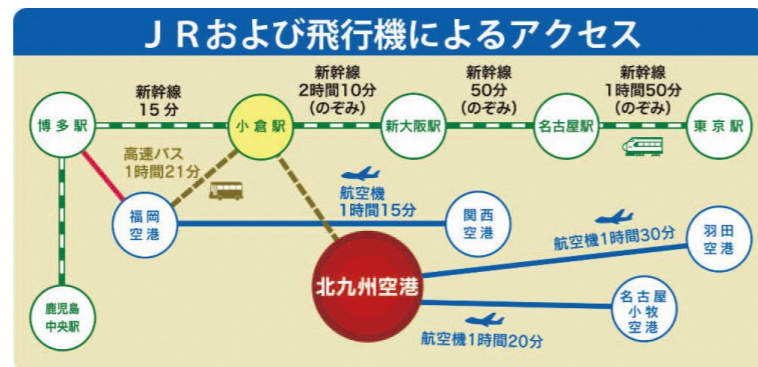 JRおよび飛行機によるアクセス
新幹線
15分
新幹線
2時間10分
(のぞみ)
新幹線
50分
(のぞみ)
新幹線
1時間50分
(のぞみ)
博多駅
小倉駅
新大阪駅
名古屋駅
東京駅
高速バス
1時間21分
航空機
1時間15分
福岡
空港
関西
空港
航空機1時間30分
羽田
空港
北九州空港
鹿児島
中央駅
名古屋
小牧
空港
航空機1時間20分